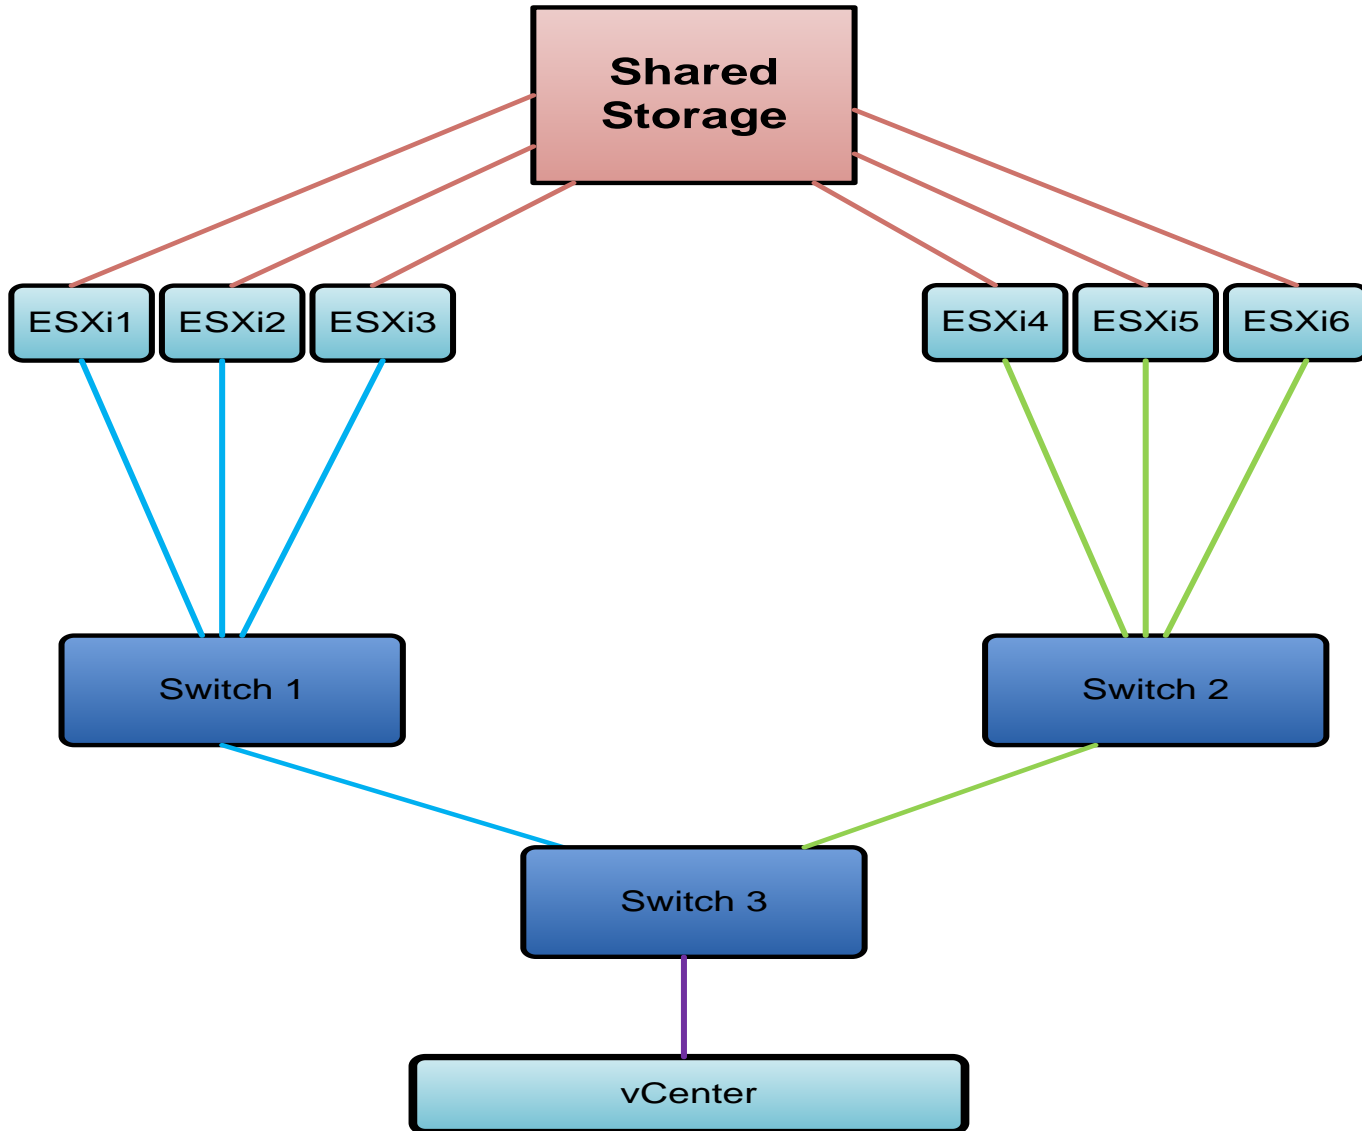 Shared
Storage
ESXi1
ESXi2
ESXi3
ESXi4
ESXi5
ESXi6
Switch 1
Switch 2
Switch 3
vCenter